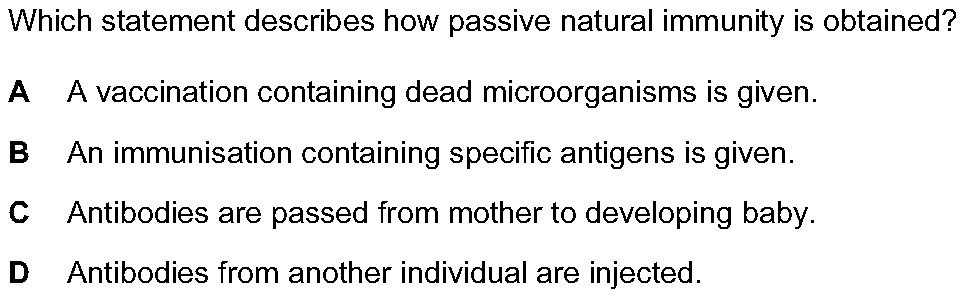 Which statement describes how passive natural immunity is obtained?
A A vaccination containing dead microorganisms is given.
B An immunisation containing specific antigens is given.
C Antibodies are passed from mother to developing baby.
D Antibodies from another individual are injected.